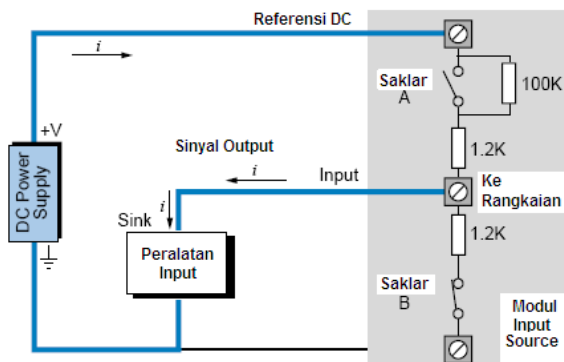 Referensi DC
i
Saklar
A
100K
+V
Sinyal Output
1.2K
DC Power
Supply
i
Input
Ke
Rangkaian
Sink
i
1.2K
Peralatan
Input
Saklar
B
Modul
Input
Source